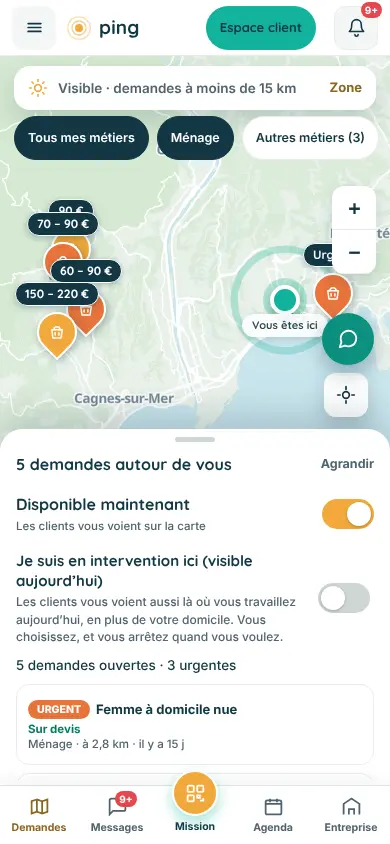 9+
ping
Espace client
Visible · demandes à moins de 15 km
Zone
Tous mes métiers
Ménage
Autres métiers (3)
90 €
70 – 90 €
60 – 90 €
150 – 220 €
+
−
Vous êtes ici
Cagnes-sur-Mer
5 demandes autour de vous
Agrandir
Disponible maintenant
Les clients vous voient sur la carte
Je suis en intervention ici (visible
aujourd’hui)
Les clients vous voient aussi là où vous travaillez
aujourd’hui, en plus de votre domicile. Vous
choisissez, et vous arrêtez quand vous voulez.
5 demandes ouvertes · 3 urgentes
URGENT Femme à domicile nue
Sur devis
Ménage · à 2,8 km · il y a 15 j
9+
Demandes
Messages
Mission
Agenda
Entreprise